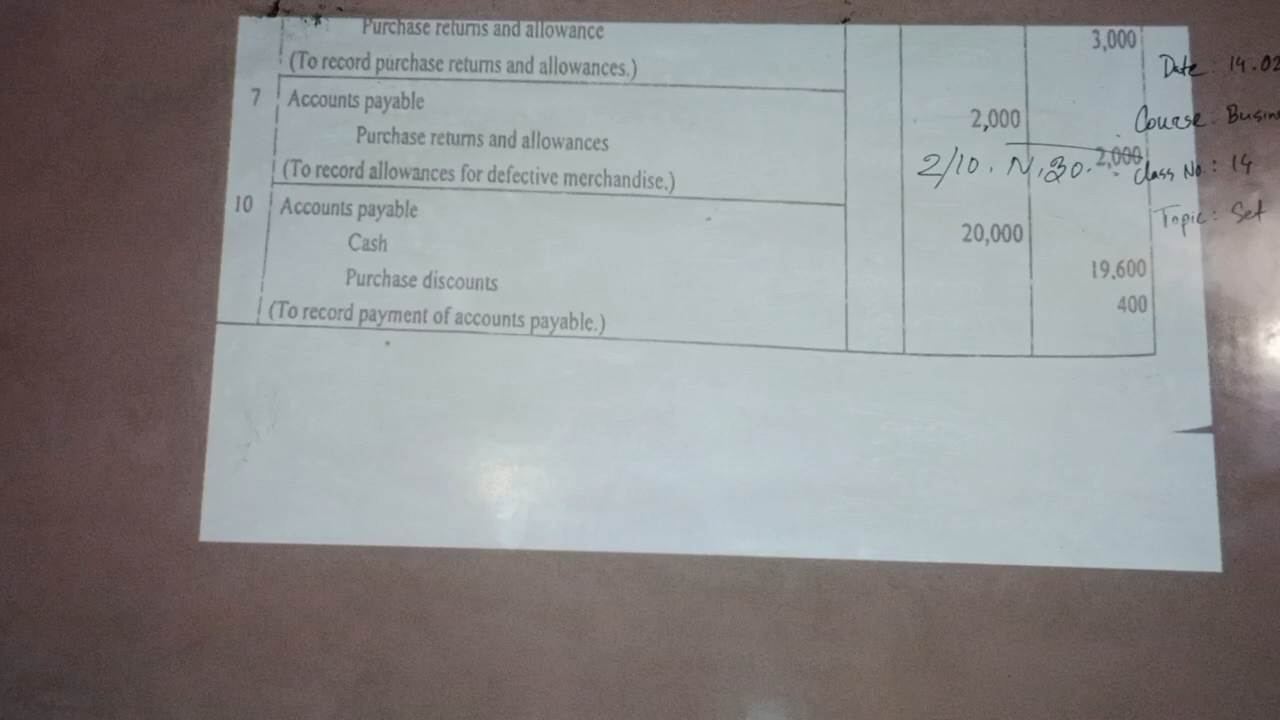 Purchase returns and allowance 3,000
(To record purchase returns and allowances.)
Date : 14.02
7 Accounts payable 2,000
Course : Busin
Purchase returns and allowances 2,000
2/10, N, 30.
Class No. : 14
(To record allowances for defective merchandise.)
Topic : Set
10 Accounts payable 20,000
Cash 19,600
Purchase discounts 400
(To record payment of accounts payable.)